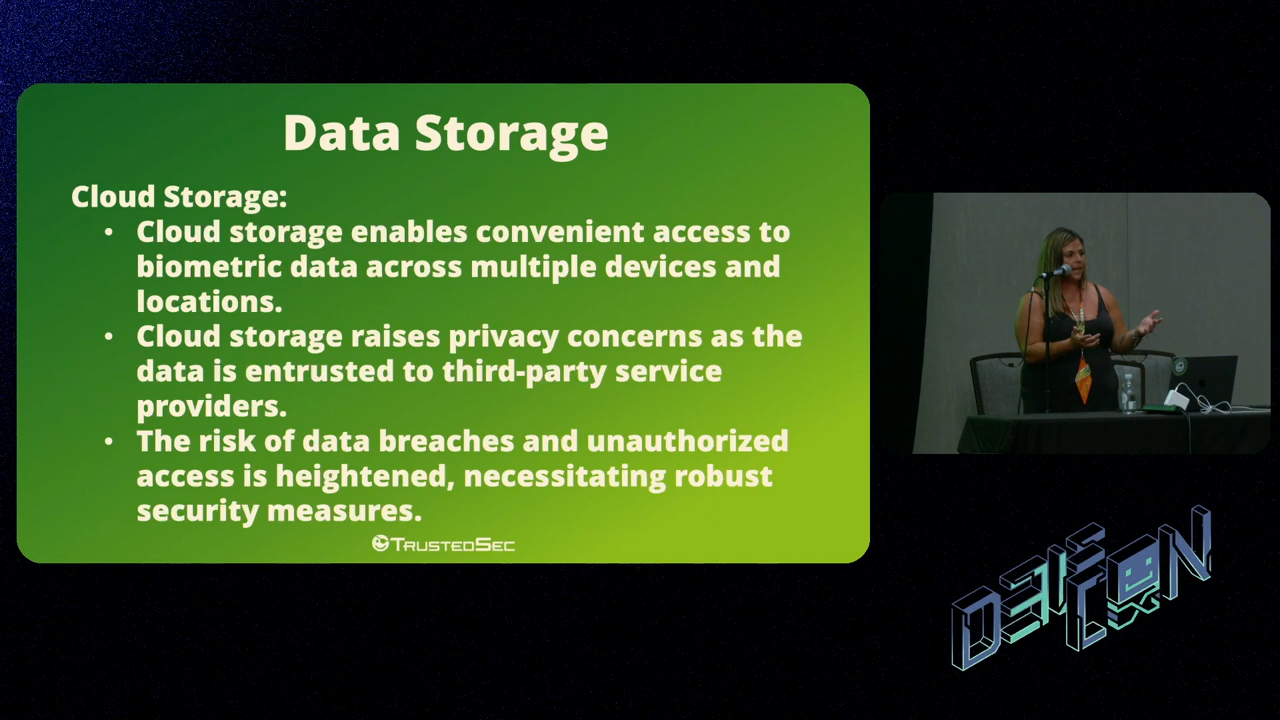 Data Storage
Cloud Storage:
• Cloud storage enables convenient access to
biometric data across multiple devices and
locations.
• Cloud storage raises privacy concerns as the
data is entrusted to third-party service
providers.
• The risk of data breaches and unauthorized
access is heightened, necessitating robust
security measures.
TRUSTEDSEC
DEF
CON